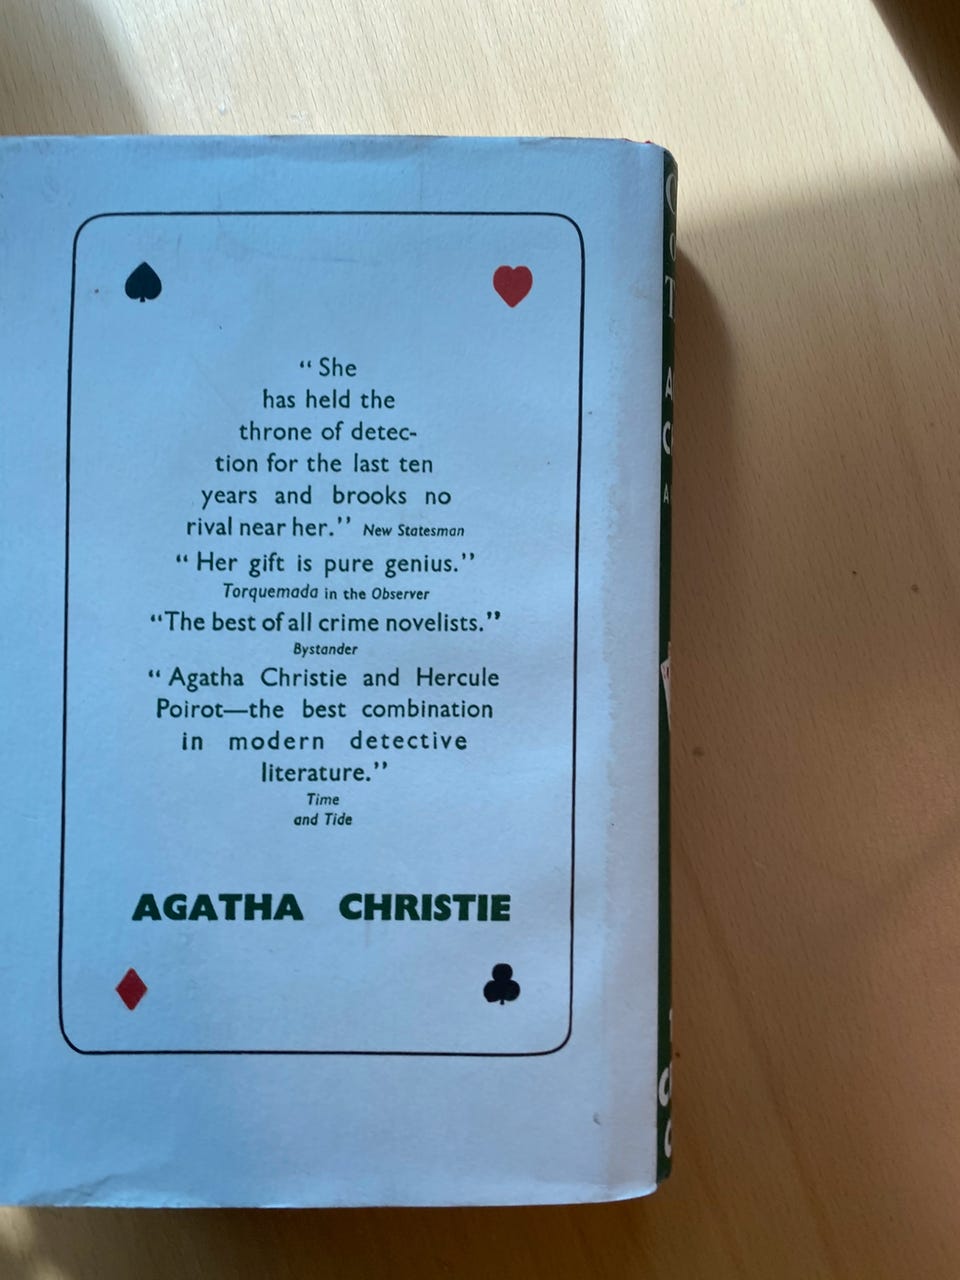 “ She
has held the
throne of detec-
tion for the last ten
years and brooks no
rival near her.” New Statesman
“ Her gift is pure genius.”
Torquemada in the Observer
“The best of all crime novelists.”
Bystander
“ Agatha Christie and Hercule
Poirot—the best combination
in modern detective
literature.”
Time
and Tide
AGATHA CHRISTIE